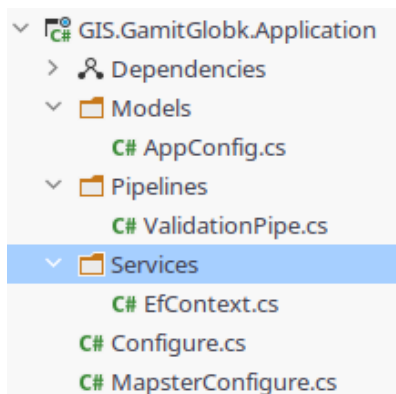 C# GIS.GamitGlobk.Application
Dependencies
Models
C# AppConfig.cs
Pipelines
C# ValidationPipe.cs
Services
C# EfContext.cs
C# Configure.cs
C# MapsterConfigure.cs